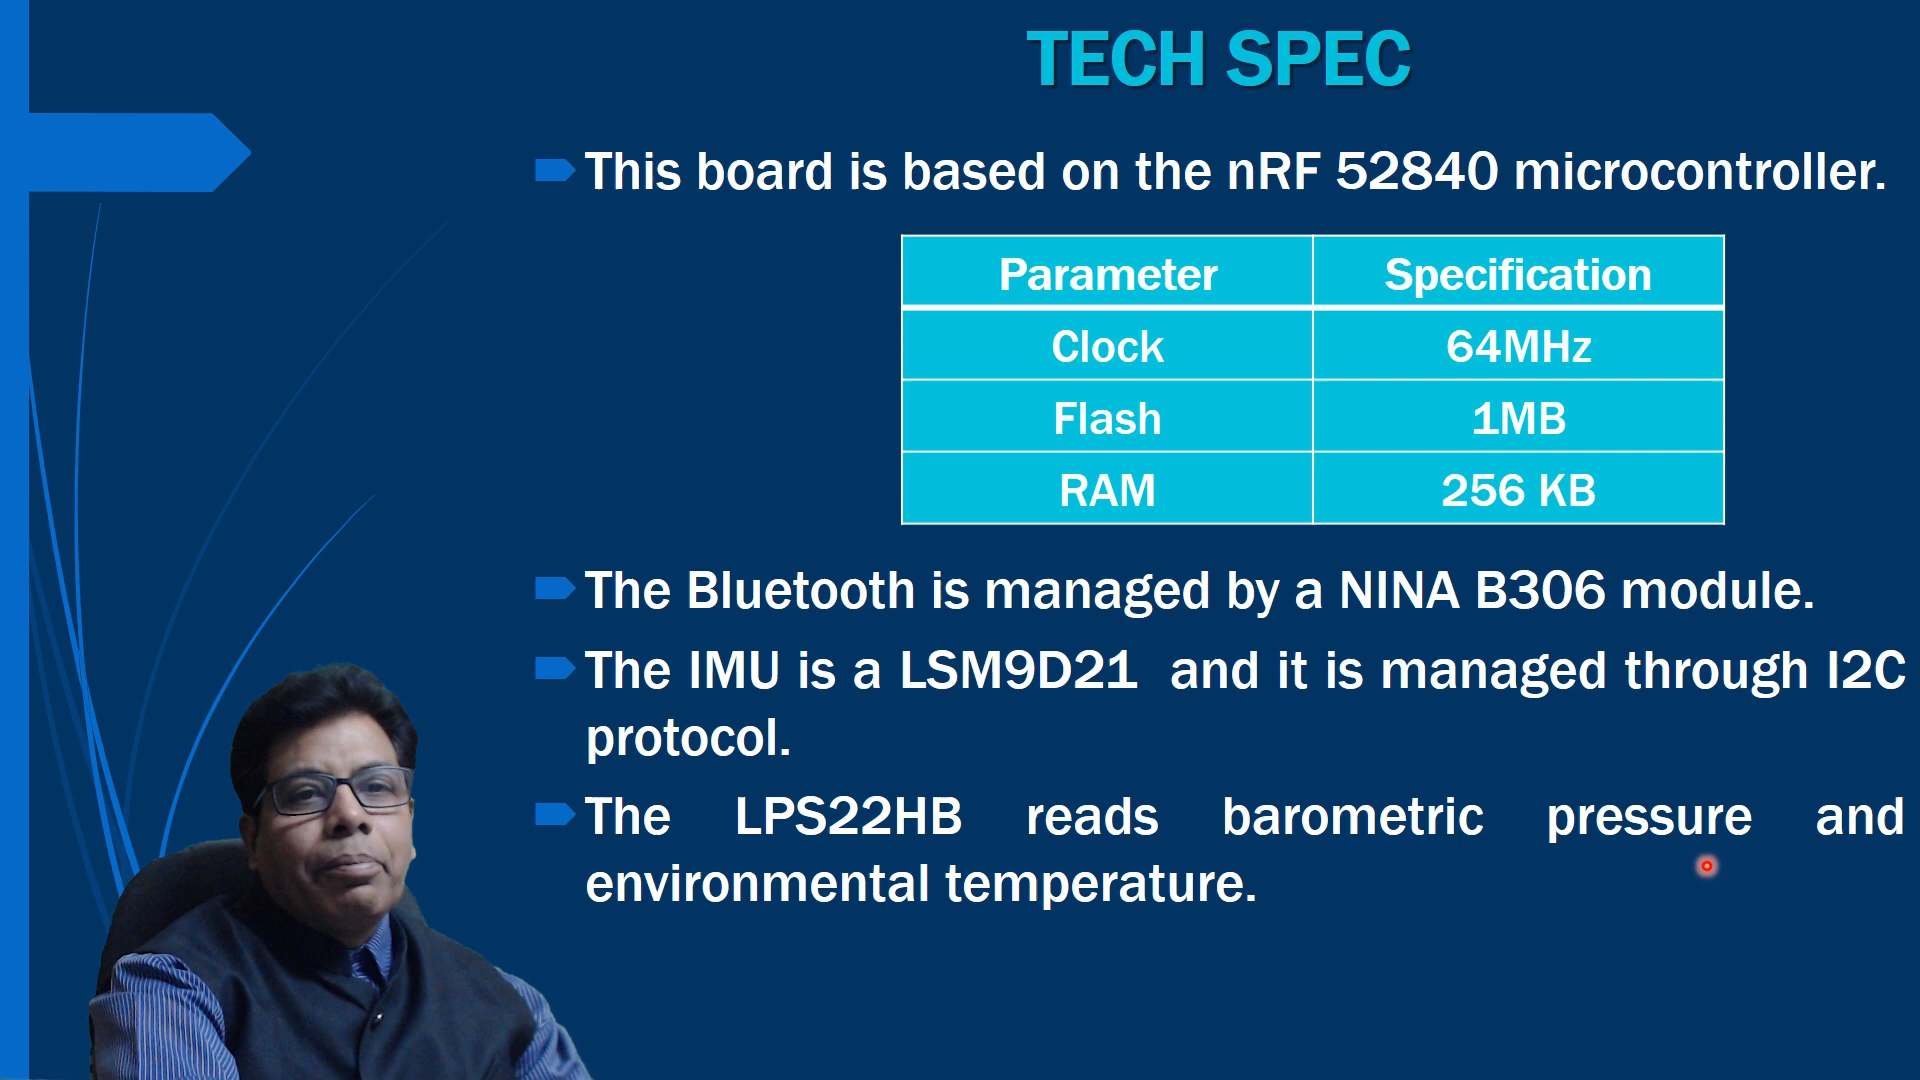 TECH SPEC
This board is based on the nRF 52840 microcontroller.
Parameter Specification
Clock 64MHz
Flash 1MB
RAM 256 KB
The Bluetooth is managed by a NINA B306 module.
The IMU is a LSM9D21 and it is managed through I2C
protocol.
The LPS22HB reads barometric pressure and
environmental temperature.